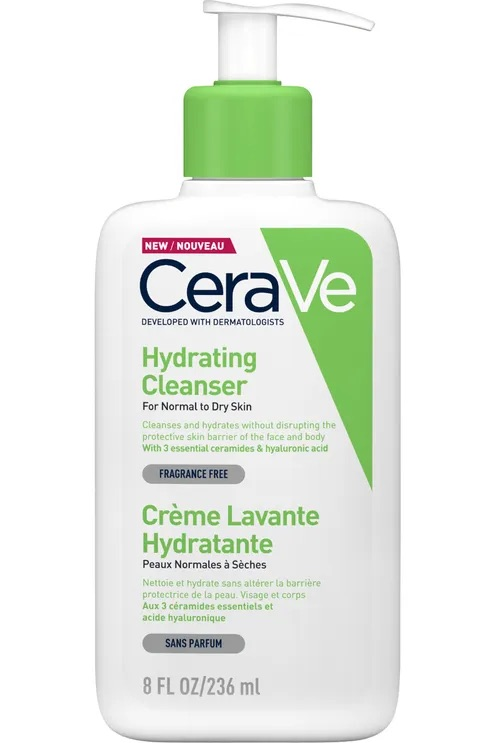 NEW / NOUVEAU
CeraVe
DEVELOPED WITH DERMATOLOGISTS
Hydrating
Cleanser
For Normal to Dry Skin
Cleanses and hydrates without disrupting the
protective skin barrier of the face and body
With 3 essential ceramides & hyaluronic acid
FRAGRANCE FREE
Crème Lavante
Hydratante
Peaux Normales à Sèches
Nettoie et hydrate sans altérer la barrière
protectrice de la peau. Visage et corps
Aux 3 céramides essentiels et
acide hyaluronique
SANS PARFUM
8 FL OZ/236 ml